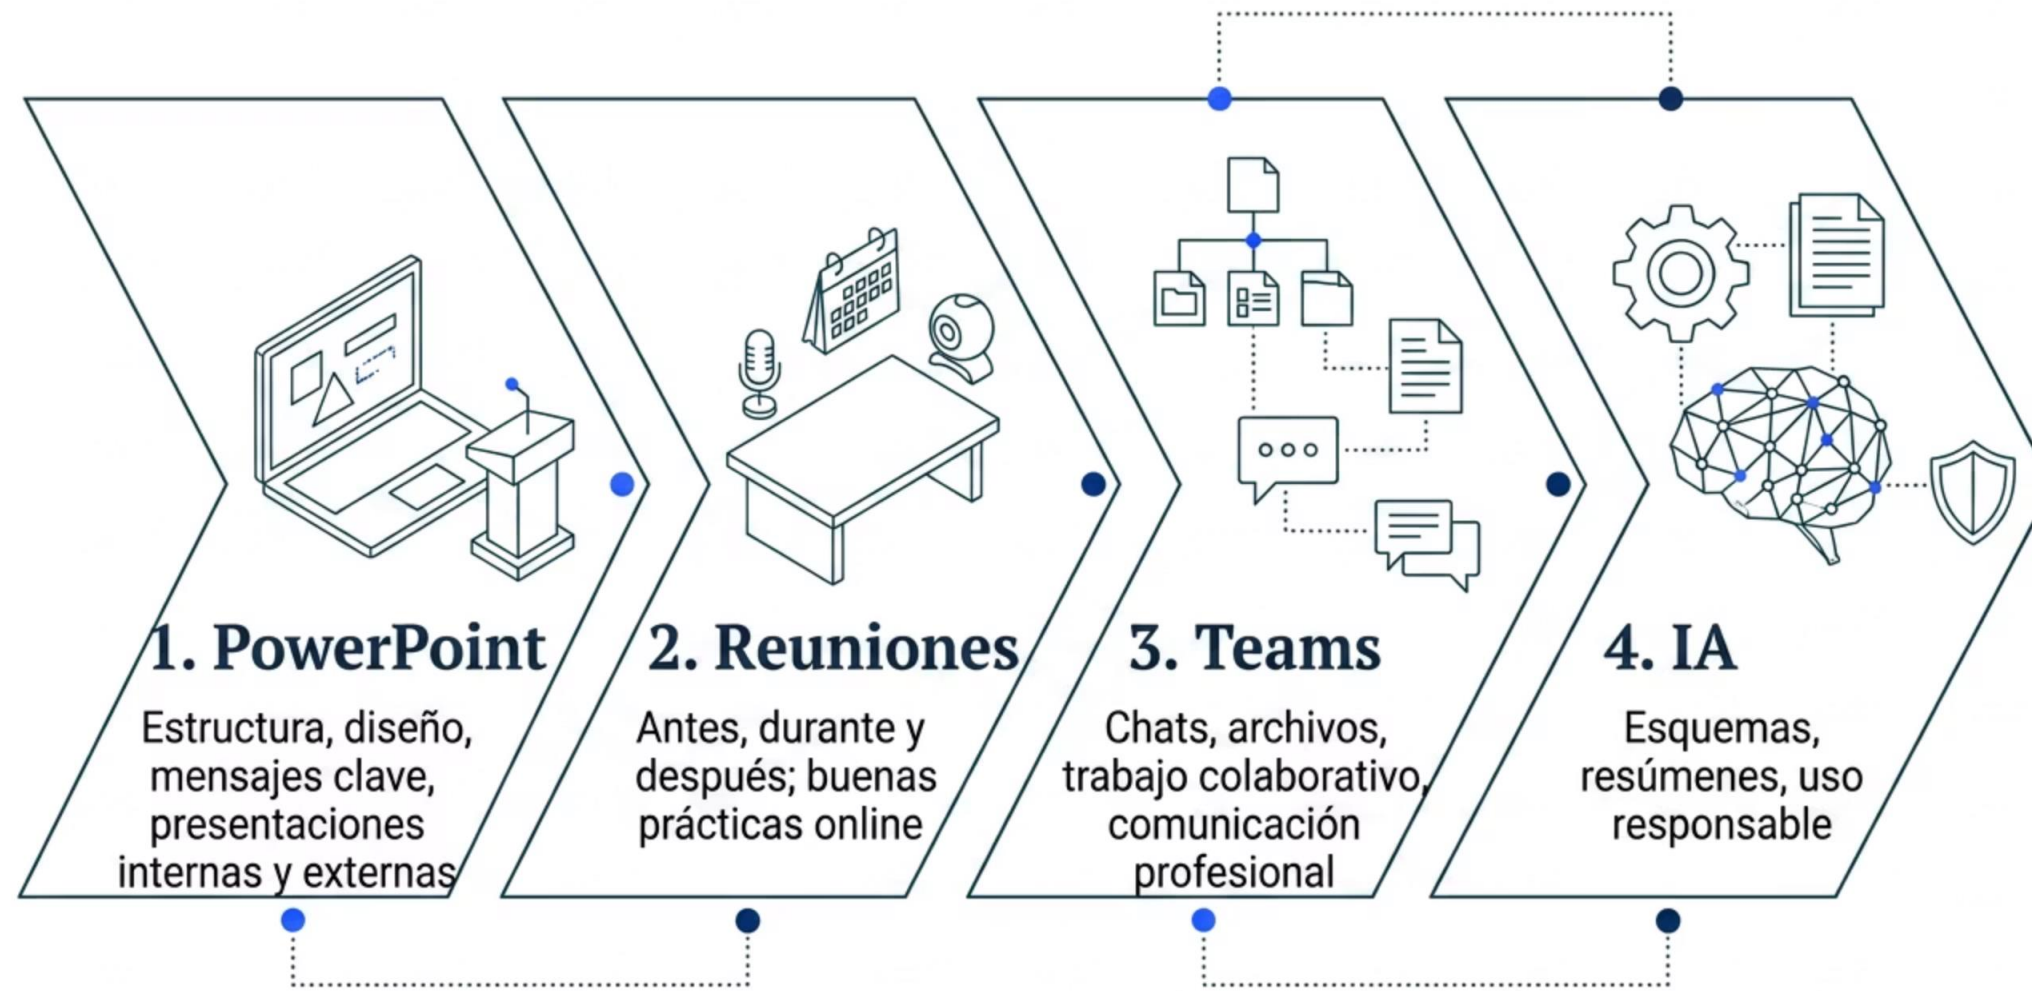 1. PowerPoint
Estructura, diseño,
mensajes clave,
presentaciones
internas y externas
2. Reuniones
Antes, durante y
después; buenas
prácticas online
3. Teams
Chats, archivos,
trabajo colaborativo,
comunicación
profesional
4. IA
Esquemas,
resúmenes, uso
responsable